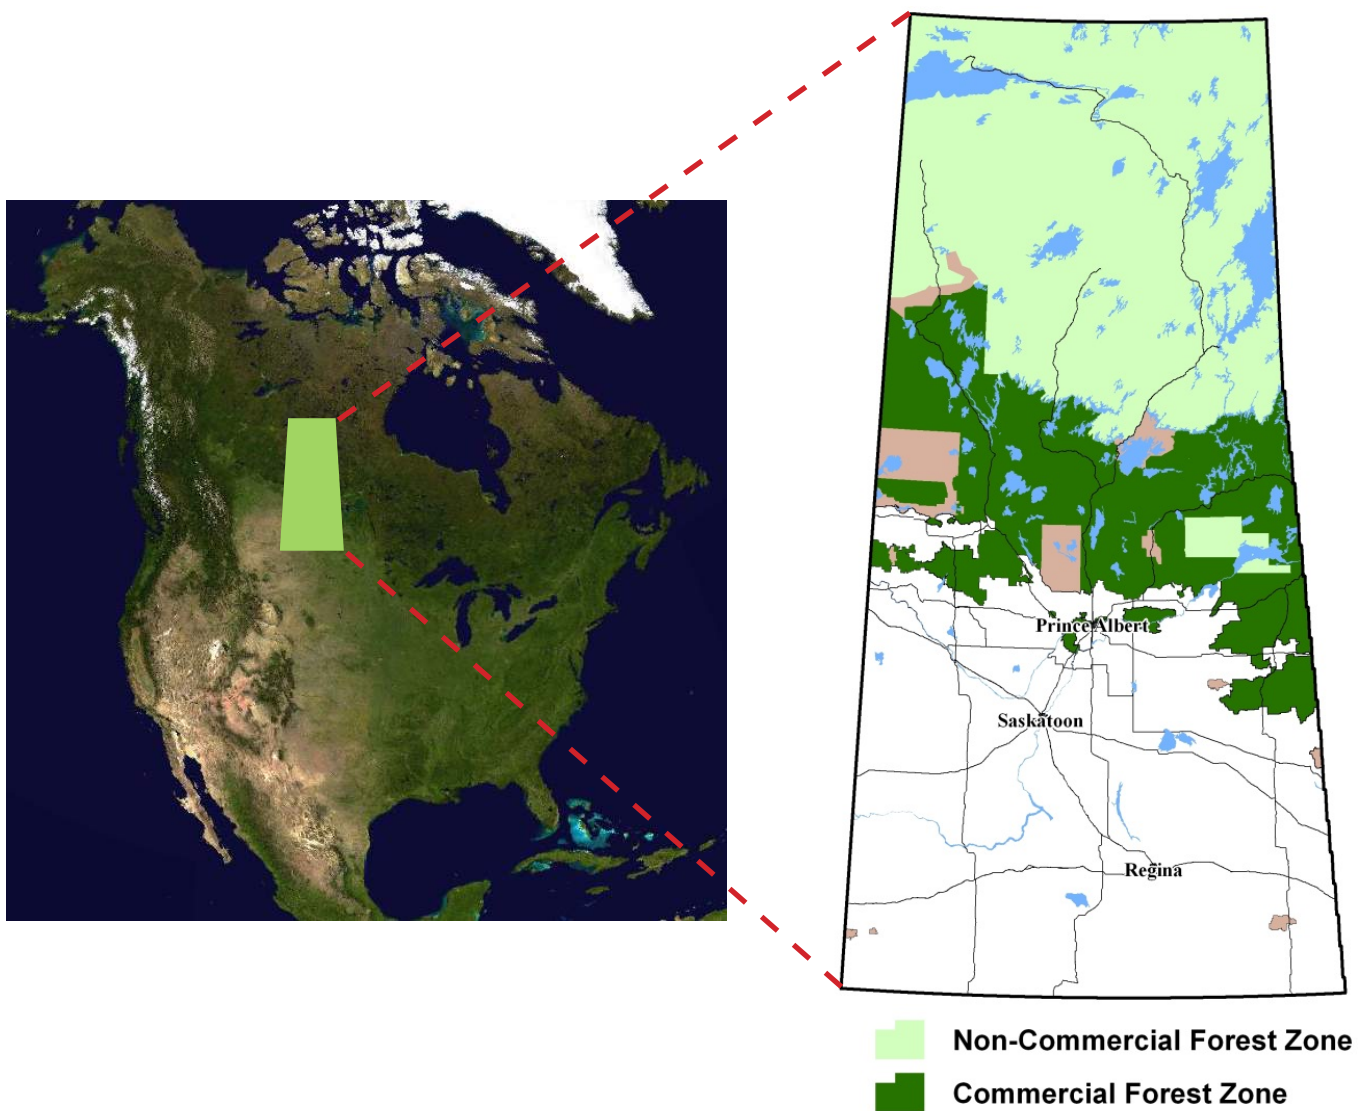 Prince Albert
Saskatoon
Regina
Non-Commercial Forest Zone
Commercial Forest Zone